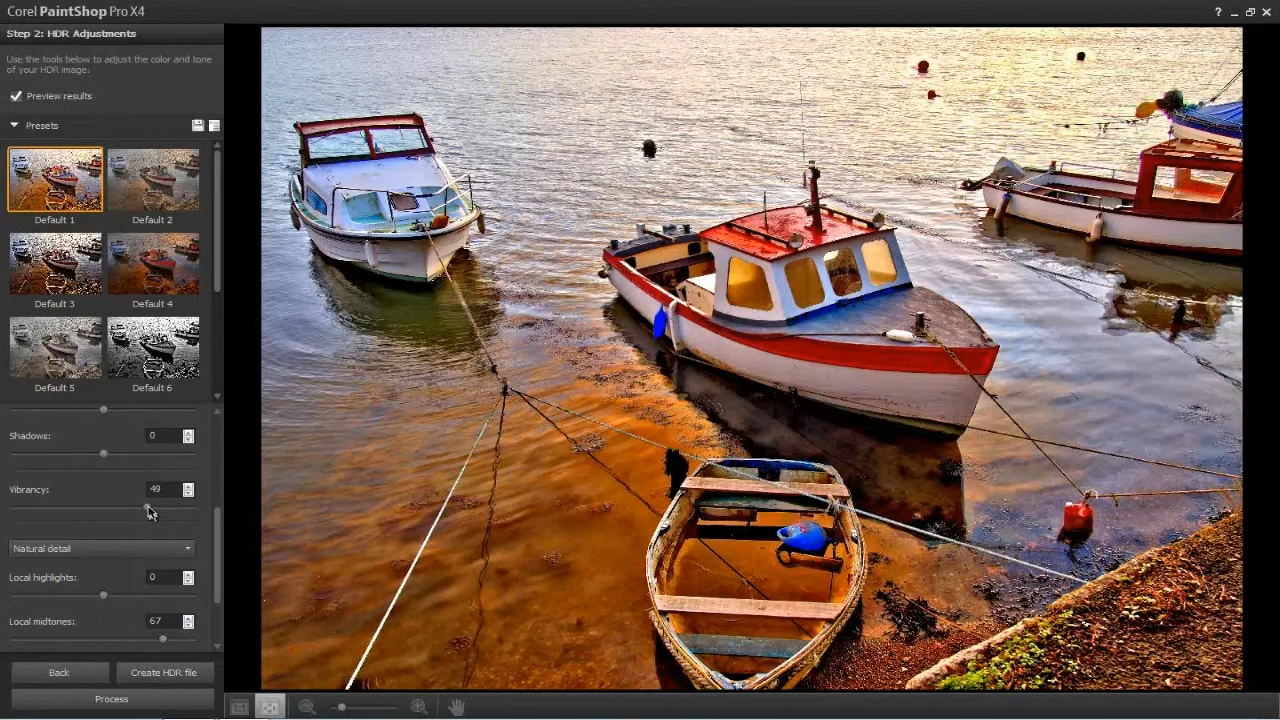 Corel PaintShop Pro X4
Step 2: HDR Adjustments
Use the tools below to adjust the color and tone
of your HDR image.
Preview results
Presets
Default 1
Default 2
Default 3
Default 4
Default 5
Default 6
Shadows: 0
Vibrancy: 49
Natural detail
Local highlights: 0
Local midtones: 67
Back
Create HDR file
Process